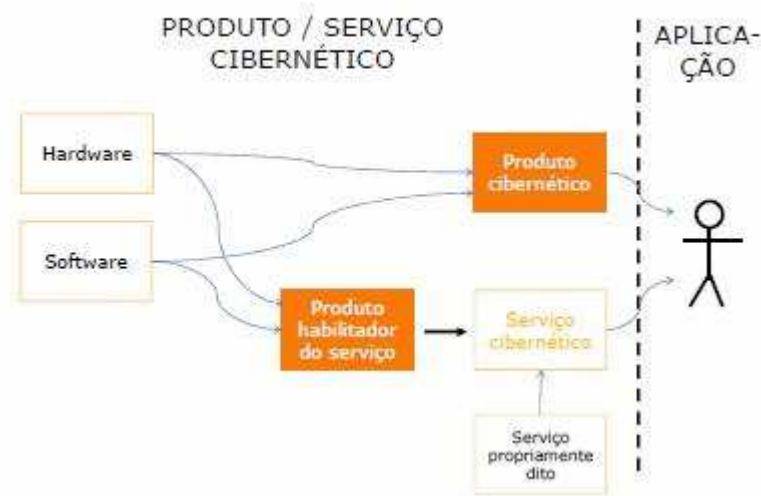 PRODUTO / SERVIÇO
CIBERNÉTICO
APLICA-
ÇÃO
Hardware
Produto
cibernético
Software
Produto
habilitador
do serviço
Serviço
cibernético
Serviço
propriamente
dito